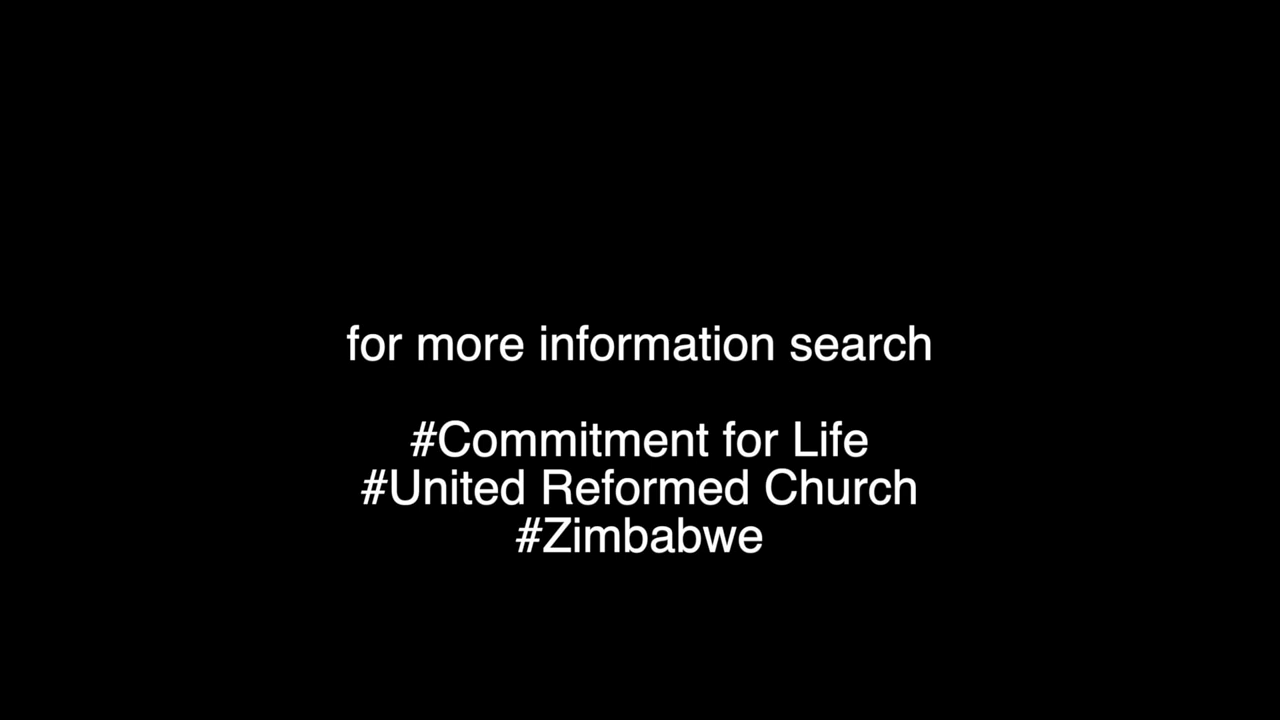 for more information search
#Commitment for Life
#United Reformed Church
#Zimbabwe